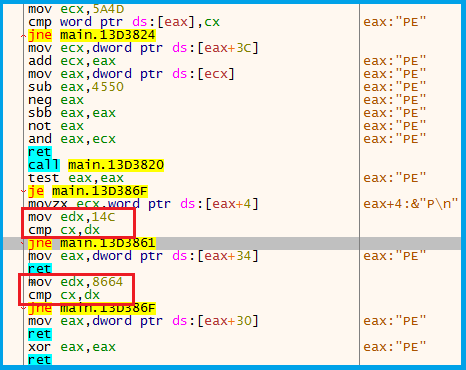 mov ecx,5A4D
cmp word ptr ds:[eax],cx eax:"PE"
jne main.13D3824
mov ecx,dword ptr ds:[eax+3C]
add ecx,eax eax:"PE"
mov eax,dword ptr ds:[ecx] eax:"PE"
sub eax,4550 eax:"PE"
neg eax eax:"PE"
sbb eax,eax eax:"PE"
not eax eax:"PE"
and eax,ecx eax:"PE"
ret
call main.13D3820
test eax,eax eax:"PE"
je main.13D386F
movzx ecx,word ptr ds:[eax+4] eax+4:&"P\n"
mov edx,14C
cmp cx,dx
jne main.13D3861
mov eax,dword ptr ds:[eax+34] eax:"PE"
ret
mov edx,8664
cmp cx,dx
jne main.13D386F
mov eax,dword ptr ds:[eax+30] eax:"PE"
ret
xor eax,eax eax:"PE"
ret